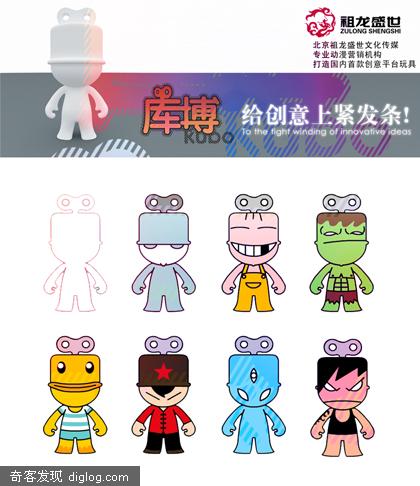 祖龙盛世
ZULONG SHENGSHI
北京祖龙盛世文化传媒
专业动漫营销机构
打造国内首款创意平台玩具
库博
KuBo
给创意上紧发条!
To the tight winding of innovative ideas
奇客发现 diglog.com